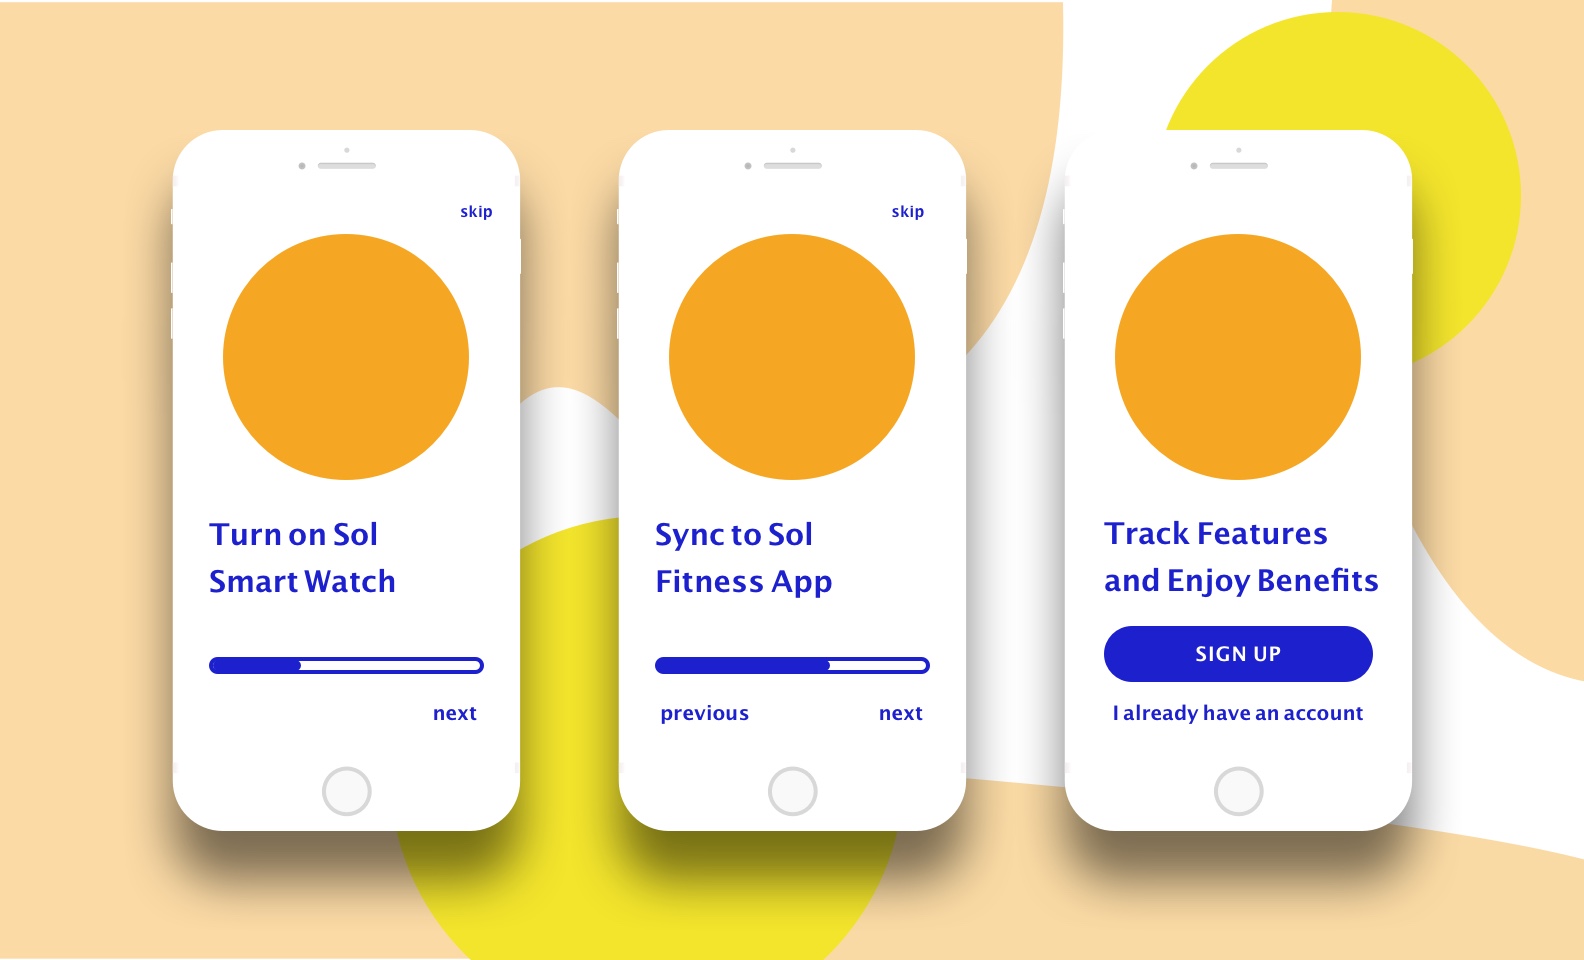 skip
Turn on Sol
Smart Watch
next
skip
Sync to Sol
Fitness App
previous next
Track Features
and Enjoy Benefits
SIGN UP
I already have an account